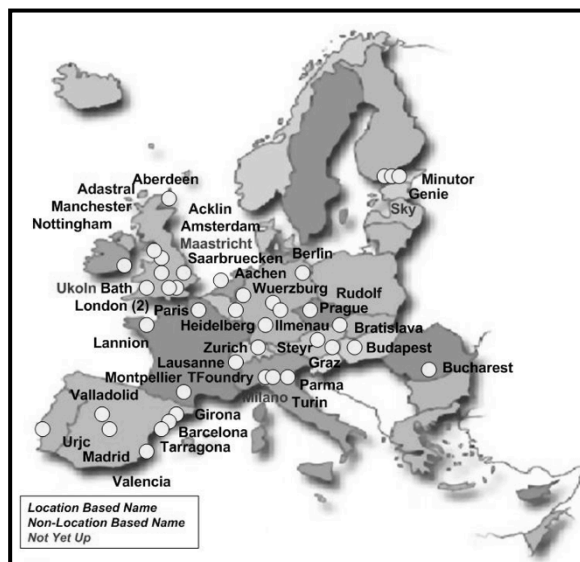 Aberdeen
Adastral
Manchester
Nottingham
Acklin
Amsterdam
Maastricht
Saarbruecken
Aachen
Berlin
Minutor
Genie
Sky
Ukoln Bath
London (2)
Lannion
Paris
Wuerzburg
Rudolf
Prague
Heidelberg
Ilmenau
Bratislava
Zurich
Steyr
Budapest
Graz
Lausanne
Bucharest
Montpellier
TFoundry
Parma
Milano
Turin
Valladolid
Girona
Urjc
Barcelona
Madrid
Tarragona
Valencia
Location Based Name
Non-Location Based Name
Not Yet Up